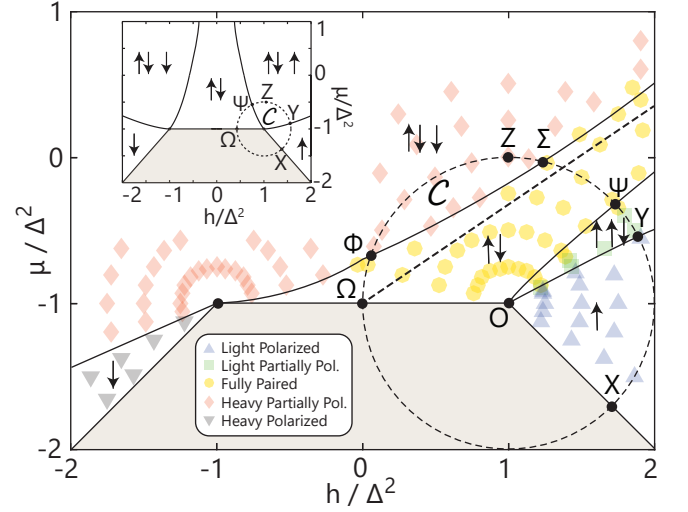 1
0
-1
-2
μ / Δ²
-2
-1
0
1
2
h / Δ²
1
0
-1
-2
μ/Δ²
-2
-1
0
1
2
h/Δ²
Ψ
Z
C
Y
Ω
X
Z
Σ
C
Φ
Ψ
Y
Ω
O
X
Light Polarized
Light Partially Pol.
Fully Paired
Heavy Partially Pol.
Heavy Polarized